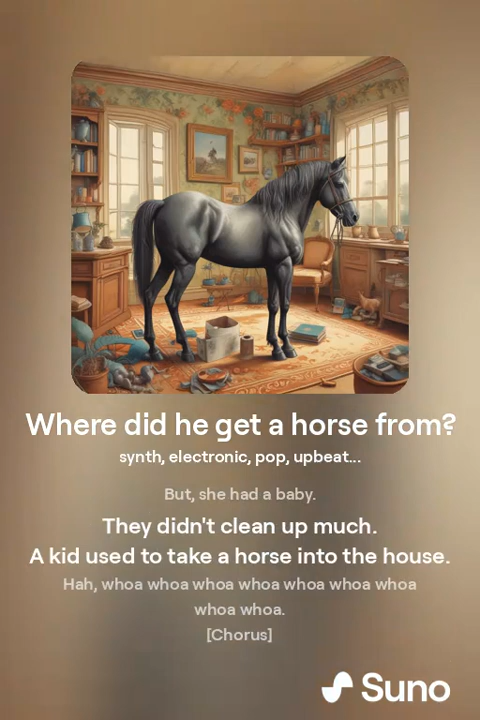 Where did he get a horse from?
synth, electronic, pop, upbeat...
But, she had a baby.
They didn't clean up much.
A kid used to take a horse into the house.
Hah, whoa whoa whoa whoa whoa whoa whoa
whoa whoa.
[Chorus]
Suno